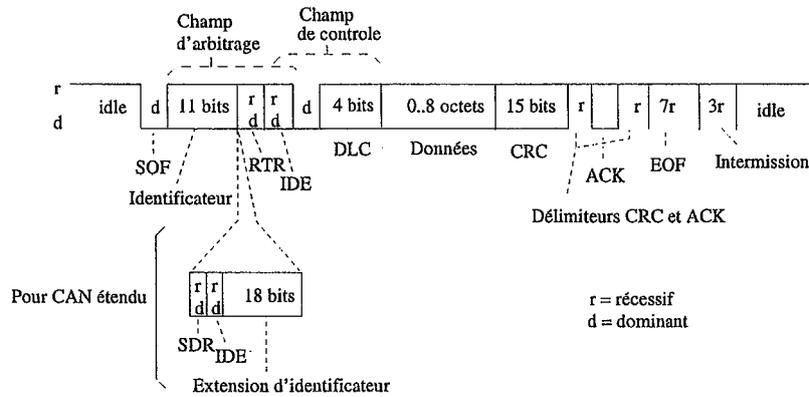 Champ
d'arbitrage
Champ
de controle
r
d
idle
d
11 bits
r
d
r
d
d
4 bits
0..8 octets
15 bits
r
r
7r
3r
idle
SOF
Identificateur
RTR
IDE
DLC
Données
CRC
ACK
EOF
Intermission
Délimiteurs CRC et ACK
Pour CAN étendu
r
d
r
d
18 bits
SDR
IDE
Extension d'identificateur
r = récessif
d = dominant